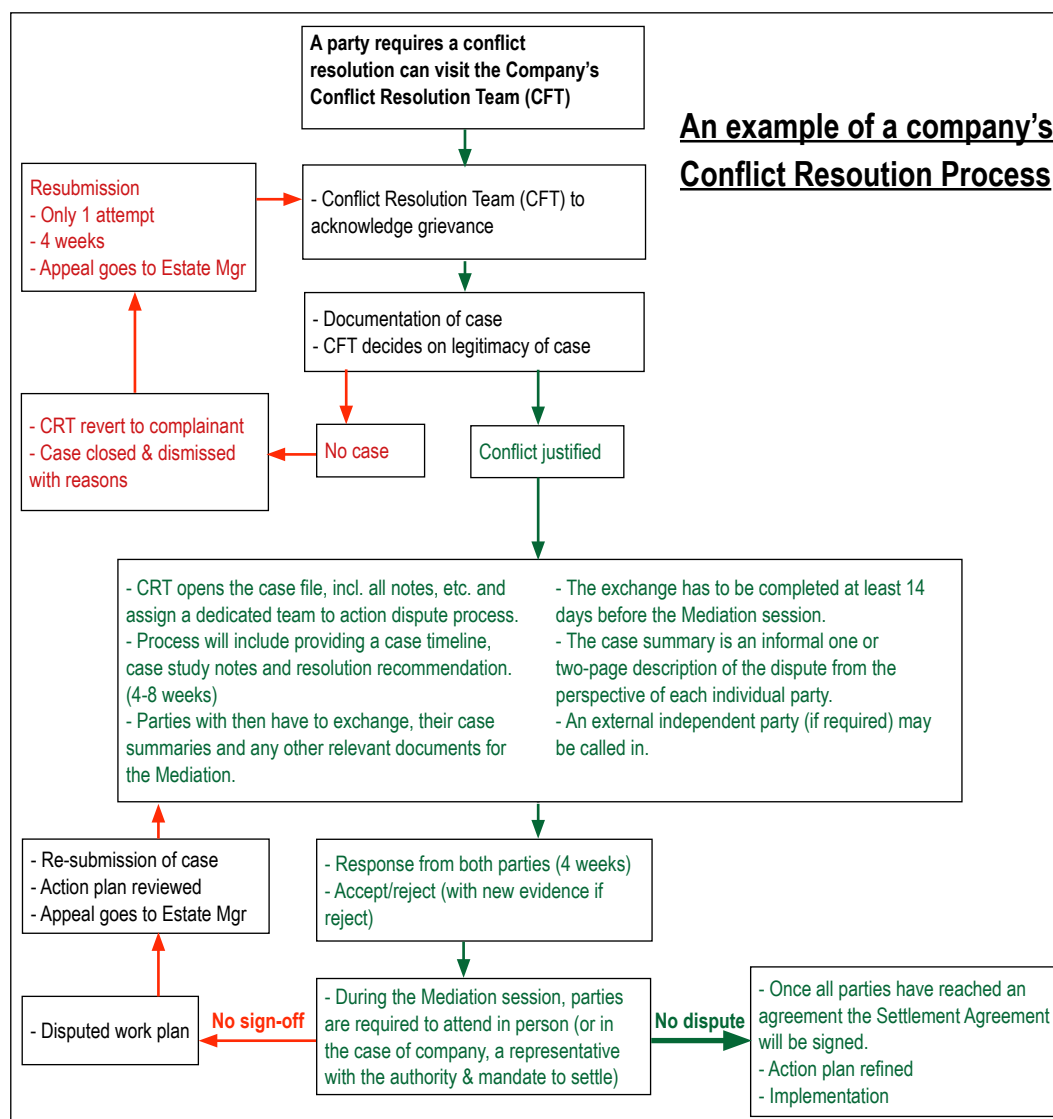 A party requires a conflict
resolution can visit the Company's
Conflict Resolution Team (CFT)
An example of a company's
Conflict Resoution Process
Resubmission
- Only 1 attempt
- 4 weeks
- Appeal goes to Estate Mgr
- Conflict Resolution Team (CFT) to
acknowledge grievance
- Documentation of case
- CFT decides on legitimacy of case
- CRT revert to complainant
- Case closed & dismissed
with reasons
No case
Conflict justified
- CRT opens the case file, incl. all notes, etc. and
assign a dedicated team to action dispute process.
- Process will include providing a case timeline,
case study notes and resolution recommendation.
(4-8 weeks)
- Parties with then have to exchange, their case
summaries and any other relevant documents for
the Mediation.
- The exchange has to be completed at least 14
days before the Mediation session.
- The case summary is an informal one or
two-page description of the dispute from the
perspective of each individual party.
- An external independent party (if required) may
be called in.
- Re-submission of case
- Action plan reviewed
- Appeal goes to Estate Mgr
- Response from both parties (4 weeks)
- Accept/reject (with new evidence if
reject)
- Disputed work plan
No sign-off
- During the Mediation session, parties
are required to attend in person (or in
the case of company, a representative
with the authority & mandate to settle)
No dispute
- Once all parties have reached an
agreement the Settlement Agreement
will be signed.
- Action plan refined
- Implementation